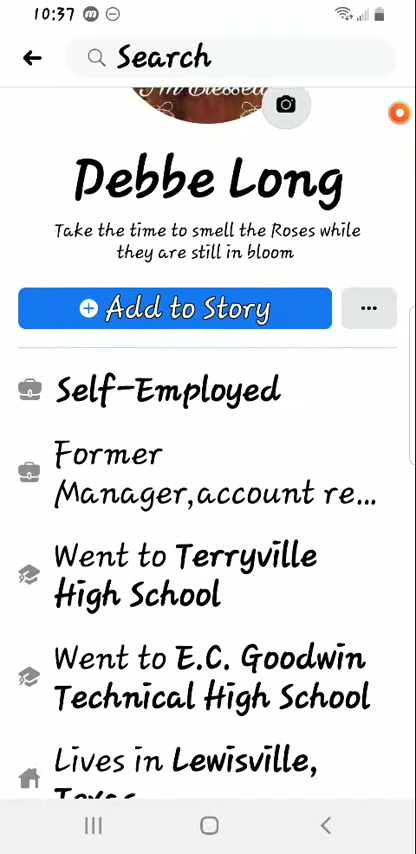 10:37
Search
I'm Blessed
Debbe Long
Take the time to smell the Roses while
they are still in bloom
Add to Story
Self-Employed
Former
Manager,account re...
Went to Terryville
High School
Went to E.C. Goodwin
Technical High School
Lives in Lewisville,
Texas